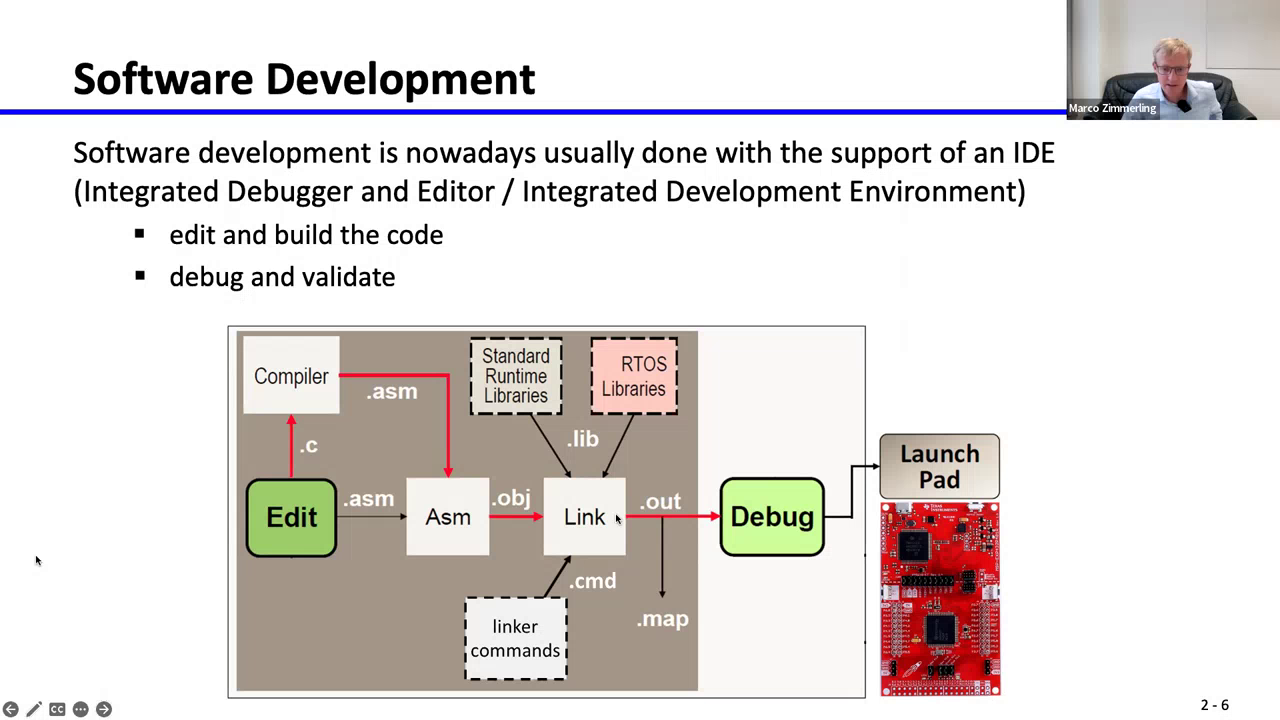 Software Development
Marco Zimmerling
Software development is nowadays usually done with the support of an IDE
(Integrated Debugger and Editor / Integrated Development Environment)
edit and build the code
debug and validate
Compiler
.asm
Standard
Runtime
Libraries
RTOS
Libraries
.c
.lib
Launch
Pad
Edit
.asm
Asm
.obj
Link
.out
Debug
.cmd
.map
linker
commands
CC
2 - 6